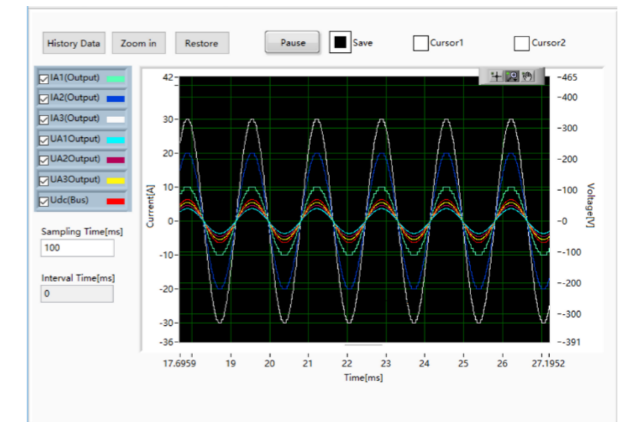 History Data Zoom in Restore Pause Save Cursor1 Cursor2
IA1(Output)
IA2(Output)
IA3(Output)
UA1Output)
UA2Output)
UA3Output)
Udc(Bus)
Sampling Time[ms]
100
Interval Time[ms]
0
Current[A]
42
30
20
10
0
-10
-20
-30
-36
465
400
300
200
100
0
-100
-200
-300
-391
Voltage[V]
17.6959 19 20 21 22 23 24 25 26 27.1952
Time[ms]